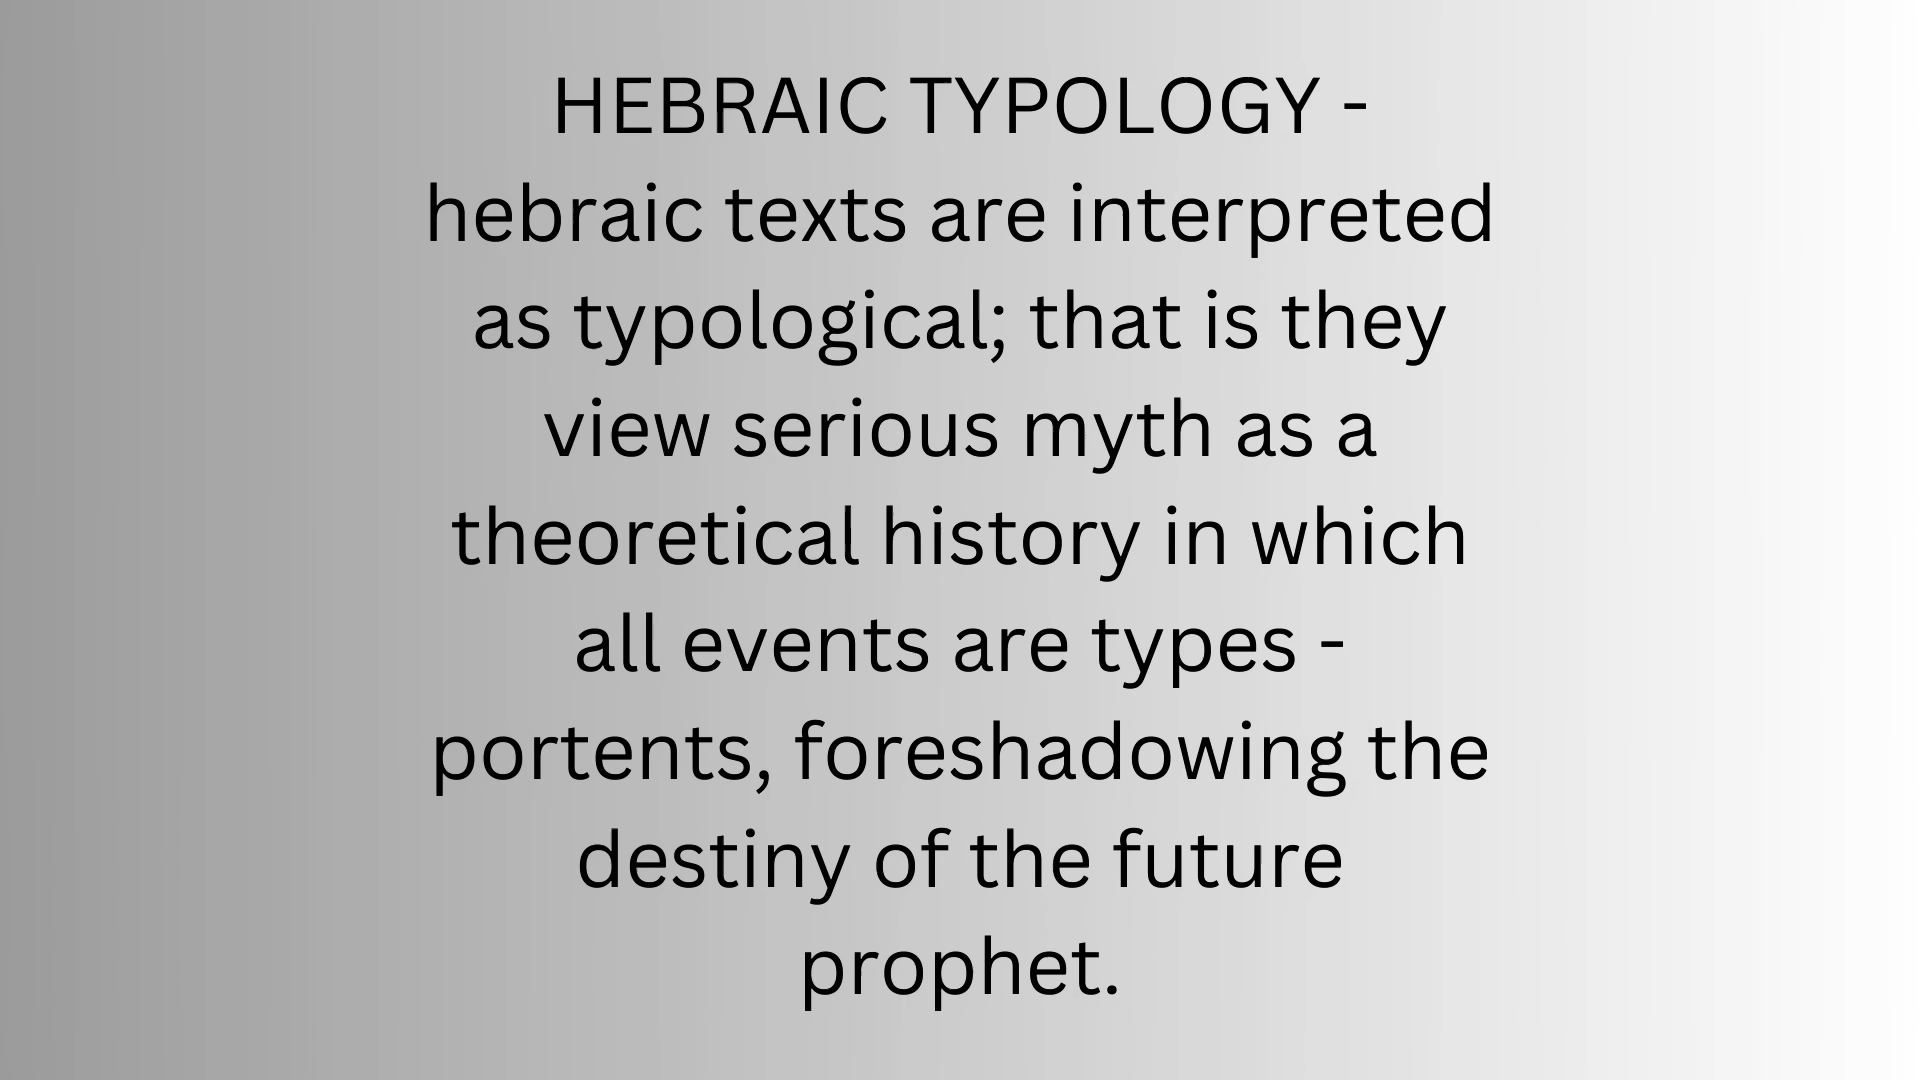 HEBRAIC TYPOLOGY -
hebraic texts are interpreted
as typological; that is they
view serious myth as a
theoretical history in which
all events are types -
portents, foreshadowing the
destiny of the future
prophet.